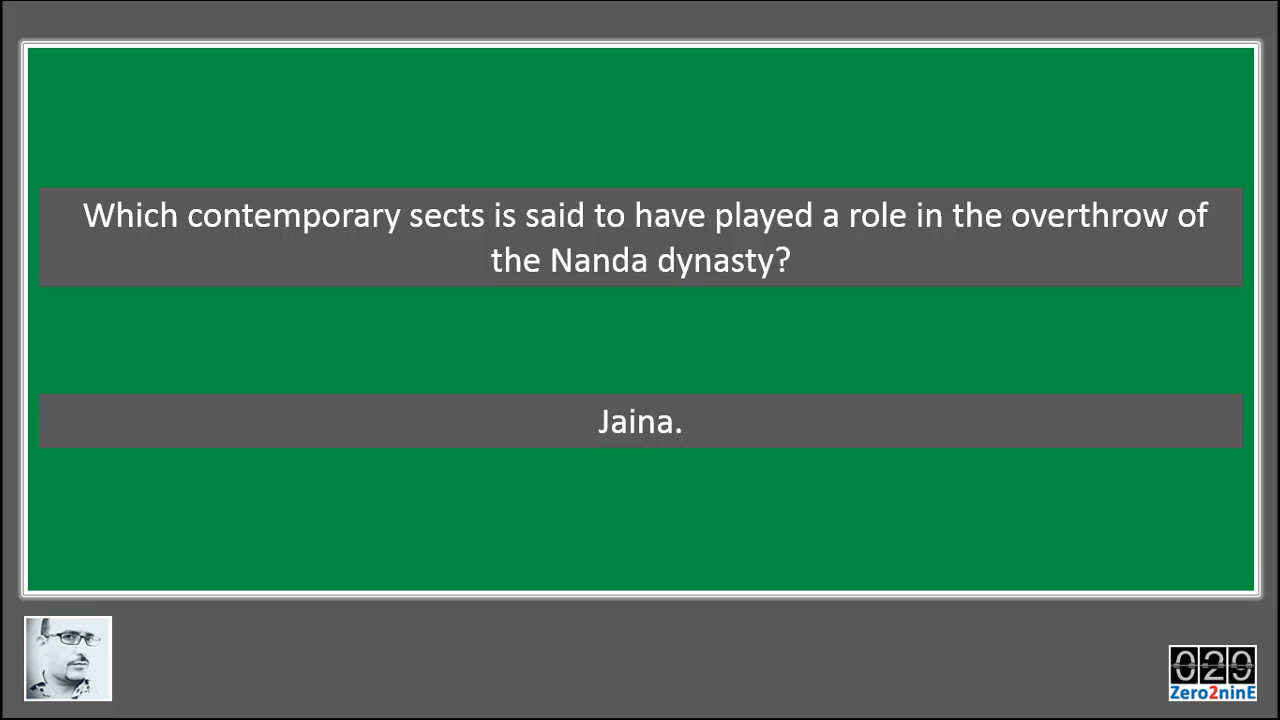 Which contemporary sects is said to have played a role in the overthrow of
the Nanda dynasty?
Jaina.
029
Zero2ninE